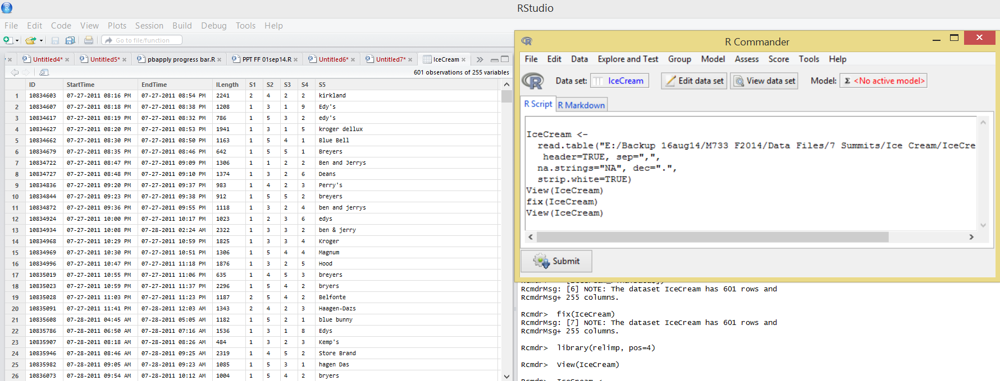 RStudio
File Edit Code View Plots Session Build Debug Tools Help
Go to file/function
Untitled4* Untitled5* pbapply progress bar.R PPT FF 01sep14.R Untitled6* Untitled7* IceCream
601 observations of 255 variables
ID StartTime EndTime ILength S1 S2 S3 S4 S5
1 10834603 07-27-2011 08:16 PM 07-27-2011 08:54 PM 2241 2 4 2 2 kirkland
2 10834607 07-27-2011 08:18 PM 07-27-2011 08:38 PM 1208 1 3 1 9 Edy's
3 10834617 07-27-2011 08:19 PM 07-27-2011 08:32 PM 786 1 5 3 2 edy's
4 10834627 07-27-2011 08:20 PM 07-27-2011 08:53 PM 1941 1 3 1 5 kroger dellux
5 10834662 07-27-2011 08:30 PM 07-27-2011 08:50 PM 1163 1 5 4 1 Blue Bell
6 10834679 07-27-2011 08:35 PM 07-27-2011 08:46 PM 642 1 5 5 1 Breyers
7 10834722 07-27-2011 08:47 PM 07-27-2011 09:09 PM 1306 1 1 2 2 Ben and Jerrys
8 10834727 07-27-2011 08:48 PM 07-27-2011 09:10 PM 1374 1 3 2 6 Deans
9 10834836 07-27-2011 09:20 PM 07-27-2011 09:37 PM 983 1 4 2 3 Perry's
10 10834844 07-27-2011 09:23 PM 07-27-2011 09:38 PM 912 1 5 5 2 breyers
11 10834872 07-27-2011 09:36 PM 07-27-2011 09:55 PM 1118 1 3 2 4 ben and jerrys
12 10834924 07-27-2011 10:00 PM 07-27-2011 10:17 PM 1023 1 2 3 6 edys
13 10834934 07-27-2011 10:08 PM 07-28-2011 02:24 AM 2322 1 3 3 2 ben & jerry
14 10834968 07-27-2011 10:29 PM 07-27-2011 10:59 PM 1825 1 3 3 4 Kroger
15 10834969 07-27-2011 10:30 PM 07-27-2011 10:51 PM 1306 1 5 4 4 Magnum
16 10834996 07-27-2011 10:47 PM 07-27-2011 11:18 PM 1876 1 3 2 5 Hood
17 10835019 07-27-2011 10:55 PM 07-27-2011 11:06 PM 635 1 4 5 3 breyers
18 10835023 07-27-2011 10:59 PM 07-27-2011 11:37 PM 2296 1 5 4 2 bryers
19 10835028 07-27-2011 11:03 PM 07-27-2011 11:23 PM 1187 2 5 4 2 Belfonte
20 10835091 07-27-2011 11:41 PM 07-28-2011 12:03 AM 1343 2 4 2 3 Haagen-Dazs
21 10835608 07-28-2011 04:45 AM 07-28-2011 05:05 AM 1182 1 5 2 1 blue bunny
22 10835786 07-28-2011 06:50 AM 07-28-2011 07:16 AM 1536 1 3 1 8 Edys
23 10835907 07-28-2011 08:18 AM 07-28-2011 08:26 AM 484 1 3 2 3 Kemp's
24 10835946 07-28-2011 08:46 AM 07-28-2011 09:25 AM 2319 1 4 5 2 Store Brand
25 10835982 07-28-2011 09:05 AM 07-28-2011 09:23 AM 1085 1 5 3 1 hagen Das
26 10836073 07-28-2011 09:54 AM 07-28-2011 10:12 AM 1004 1 5 4 2 bryers
R Commander
File Edit Data Explore and Test Group Model Assess Score Tools Help
Data set: IceCream Edit data set View data set Model: Σ <No active model>
R Script R Markdown
IceCream <-
read.table("E:/Backup 16aug14/M733 F2014/Data Files/7 Summits/Ice Cream/IceCre
header=TRUE, sep=",",
na.strings="NA", dec=".",
strip.white=TRUE)
View(IceCream)
fix(IceCream)
View(IceCream)
Submit
RcmdrMsg: [6] NOTE: The dataset IceCream has 601 rows and
RcmdrMsg+ 255 columns.
Rcmdr> fix(IceCream)
RcmdrMsg: [7] NOTE: The dataset IceCream has 601 rows and
RcmdrMsg+ 255 columns.
Rcmdr> library(relimp, pos=4)
Rcmdr> View(IceCream)
Rcmdr> IceCream <-